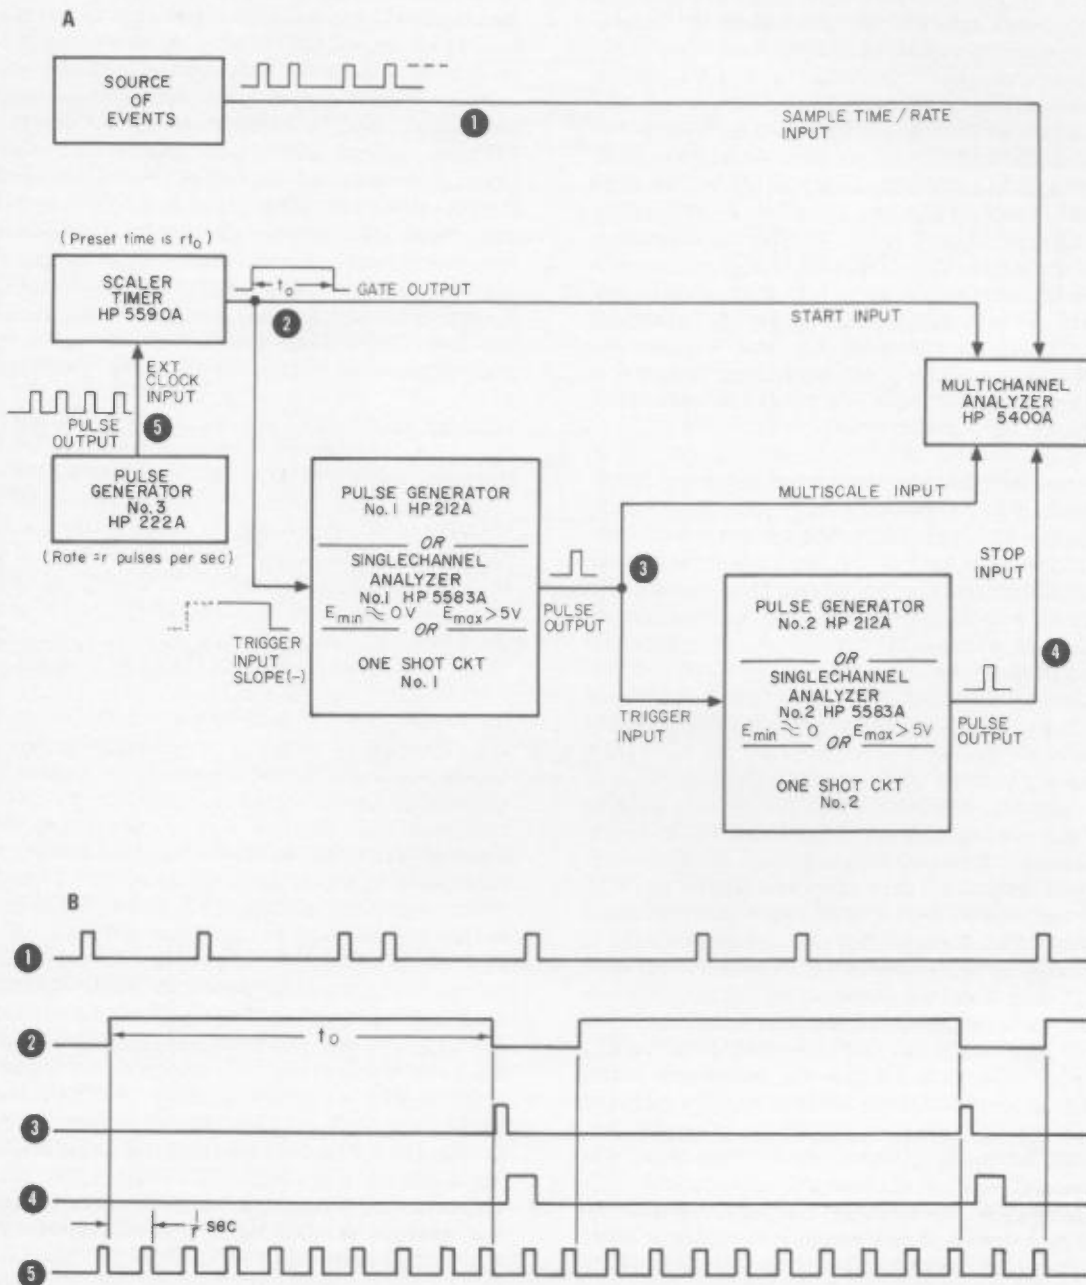 A
SOURCE
OF
EVENTS
1
SAMPLE TIME / RATE
INPUT
(Preset time is rto)
SCALER
TIMER
HP 5590A
to
GATE OUTPUT
2
START INPUT
EXT
CLOCK
INPUT
PULSE
OUTPUT
5
MULTICHANNEL
ANALYZER
HP 5400A
PULSE
GENERATOR
No. 3
HP 222A
(Rate = r pulses per sec)
PULSE GENERATOR
No. 1 HP 212A
OR
SINGLECHANNEL
ANALYZER
No. 1 HP 5583A
Emin ≈ 0 V Emax > 5V
OR
ONE SHOT CKT
No. 1
TRIGGER
INPUT
SLOPE(-)
PULSE
OUTPUT
3
MULTISCALE INPUT
STOP
INPUT
PULSE GENERATOR
No. 2 HP 212A
OR
SINGLECHANNEL
ANALYZER
No. 2 HP 5583A
Emin ≈ 0 Emax > 5V
OR
ONE SHOT CKT
No. 2
TRIGGER
INPUT
4
PULSE
OUTPUT
B
1
2
to
3
4
1/r sec
5